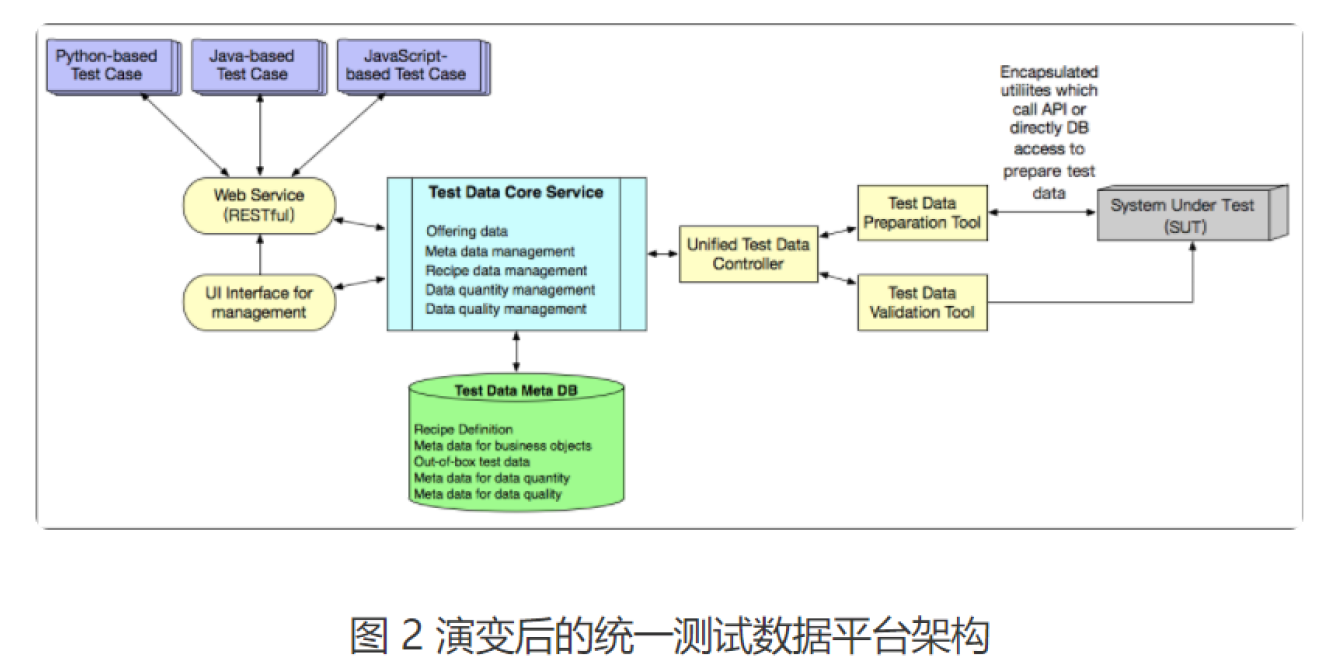 Python-based
Test Case
Java-based
Test Case
JavaScript-
based Test Case
Encapsulated
utiliites which
call API or
directly DB
access to
prepare test
data
Web Service
(RESTful)
UI Interface for
management
Test Data Core Service
Offering data
Meta data management
Recipe data management
Data quantity management
Data quality management
Unified Test Data
Controller
Test Data
Preparation Tool
Test Data
Validation Tool
System Under Test
(SUT)
Test Data Meta DB
Recipe Definition
Meta data for business objects
Out-of-box test data
Meta data for data quantity
Meta data for data quality
图 2 演变后的统一测试数据平台架构